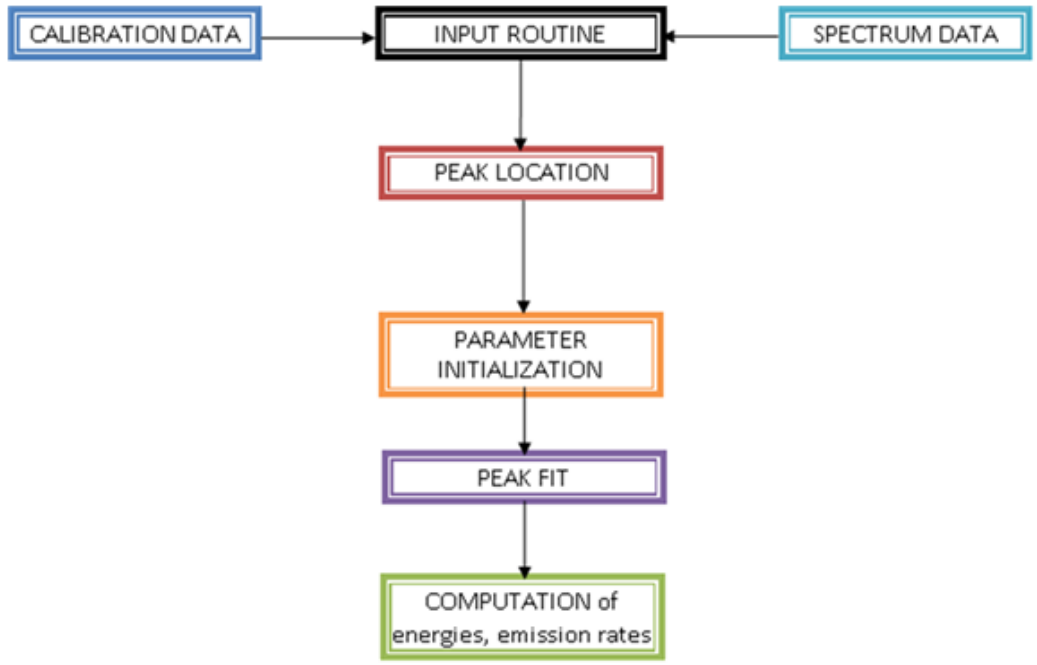 CALIBRATION DATA
INPUT ROUTINE
SPECTRUM DATA
PEAK LOCATION
PARAMETER
INITIALIZATION
PEAK FIT
COMPUTATION of
energies, emission rates